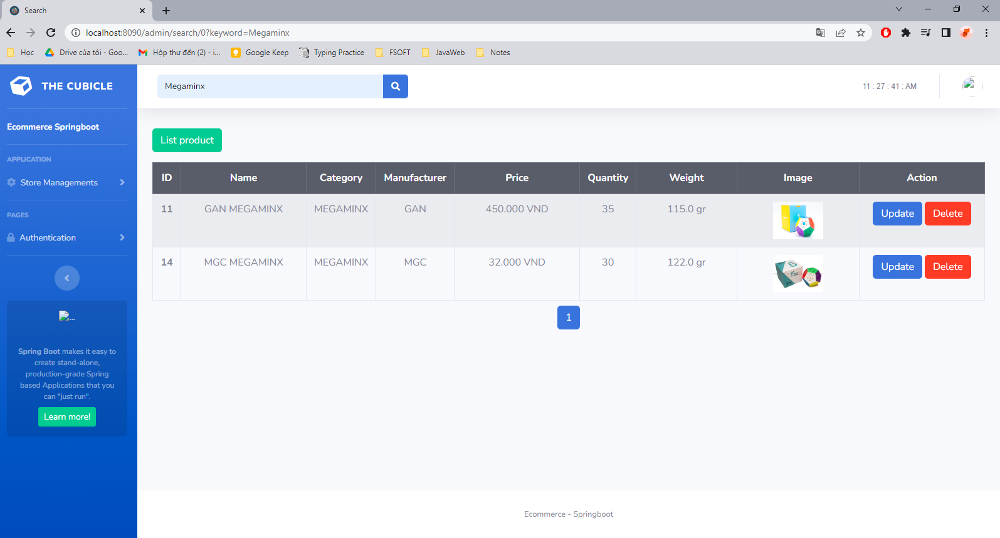 Search
localhost:8090/admin/search/0?keyword=Megaminx
Học Drive của tôi - Goo... Hộp thư đến (2) - i... Google Keep Typing Practice FSOFT JavaWeb Notes
THE CUBICLE
Megaminx
11 : 27 : 41 : AM
Ecommerce Springboot
APPLICATION
Store Managements
PAGES
Authentication
...
Spring Boot makes it easy to
create stand-alone,
production-grade Spring
based Applications that you
can "just run".
Learn more!
List product
ID Name Category Manufacturer Price Quantity Weight Image Action
11 GAN MEGAMINX MEGAMINX GAN 450.000 VND 35 115.0 gr Update Delete
14 MGC MEGAMINX MEGAMINX MGC 32.000 VND 30 122.0 gr Update Delete
1
Ecommerce - Springboot